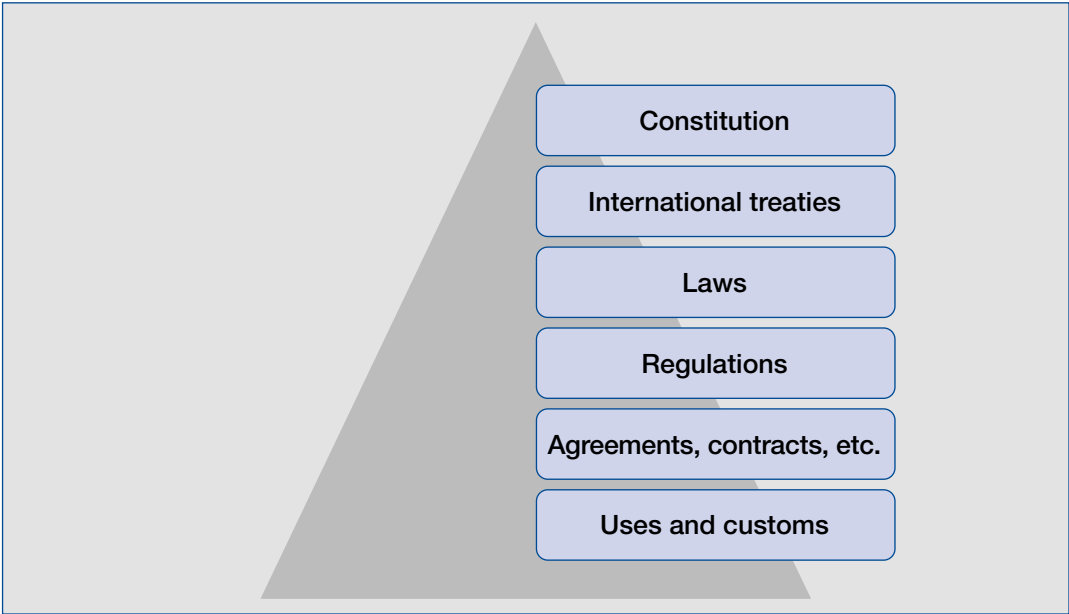 Constitution
International treaties
Laws
Regulations
Agreements, contracts, etc.
Uses and customs